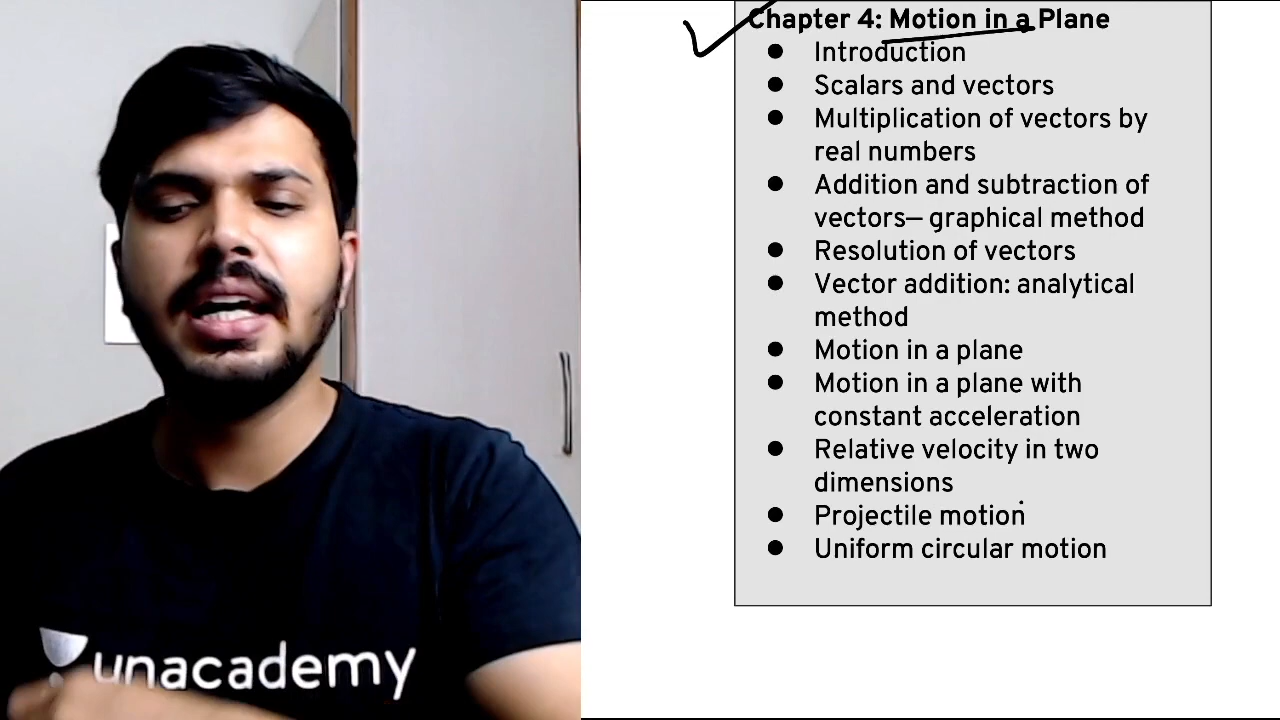 Chapter 4: Motion in a Plane
● Introduction
● Scalars and vectors
● Multiplication of vectors by
real numbers
● Addition and subtraction of
vectors— graphical method
● Resolution of vectors
● Vector addition: analytical
method
● Motion in a plane
● Motion in a plane with
constant acceleration
● Relative velocity in two
dimensions
● Projectile motion
● Uniform circular motion
unacademy